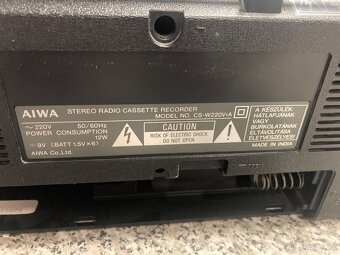 AIWA STEREO RADIO CASSETTE RECORDER
MODEL NO. CS-W220V-A
~ 220V 50/60Hz
POWER CONSUMPTION 12W
⎓ 9V (BATT 1.5V×6)
AIWA Co.,Ltd.
CAUTION
RISK OF ELECTRIC SHOCK
DO NOT OPEN
A KÉSZÜLÉK
HÁTLAPJÁNAK
VAGY
BURKOLATÁNAK
ELTÁVOLÍTÁSA
ÉLETVESZÉLYES!
MADE IN INDIA